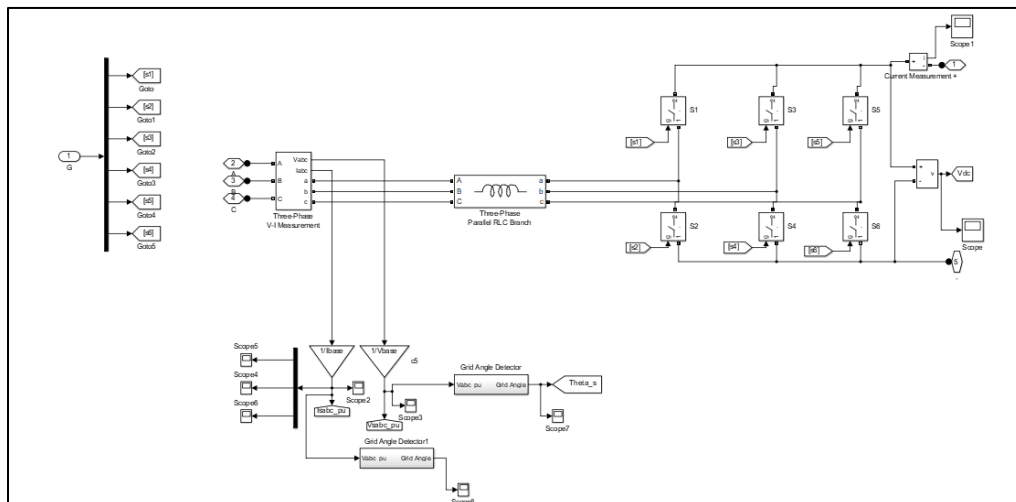 Scope1
i
+
-
1
Current Measurement +
[s1]
Goto
[s2]
Goto1
[s3]
Goto2
[s4]
Goto3
[s5]
Goto4
[s6]
Goto5
1
G
2
A
3
B
4
C
A
B
C
Vabc
Iabc
a
b
c
Three-Phase
V-I Measurement
A
B
C
a
b
c
Three-Phase
Parallel RLC Branch
S1
S3
S5
[s1]
[s3]
[s5]
S2
S4
S6
[s2]
[s4]
[s6]
+
-
v
Vdc
Scope
5
-
1/Ibase
1/Vbase
c5
Scope5
Scope4
Scope6
Scope2
Isabc_pu
Scope3
Vsabc_pu
Grid Angle Detector
Vabc pu
Grid Angle
Theta_s
Scope7
Grid Angle Detector1
Vabc pu
Grid Angle